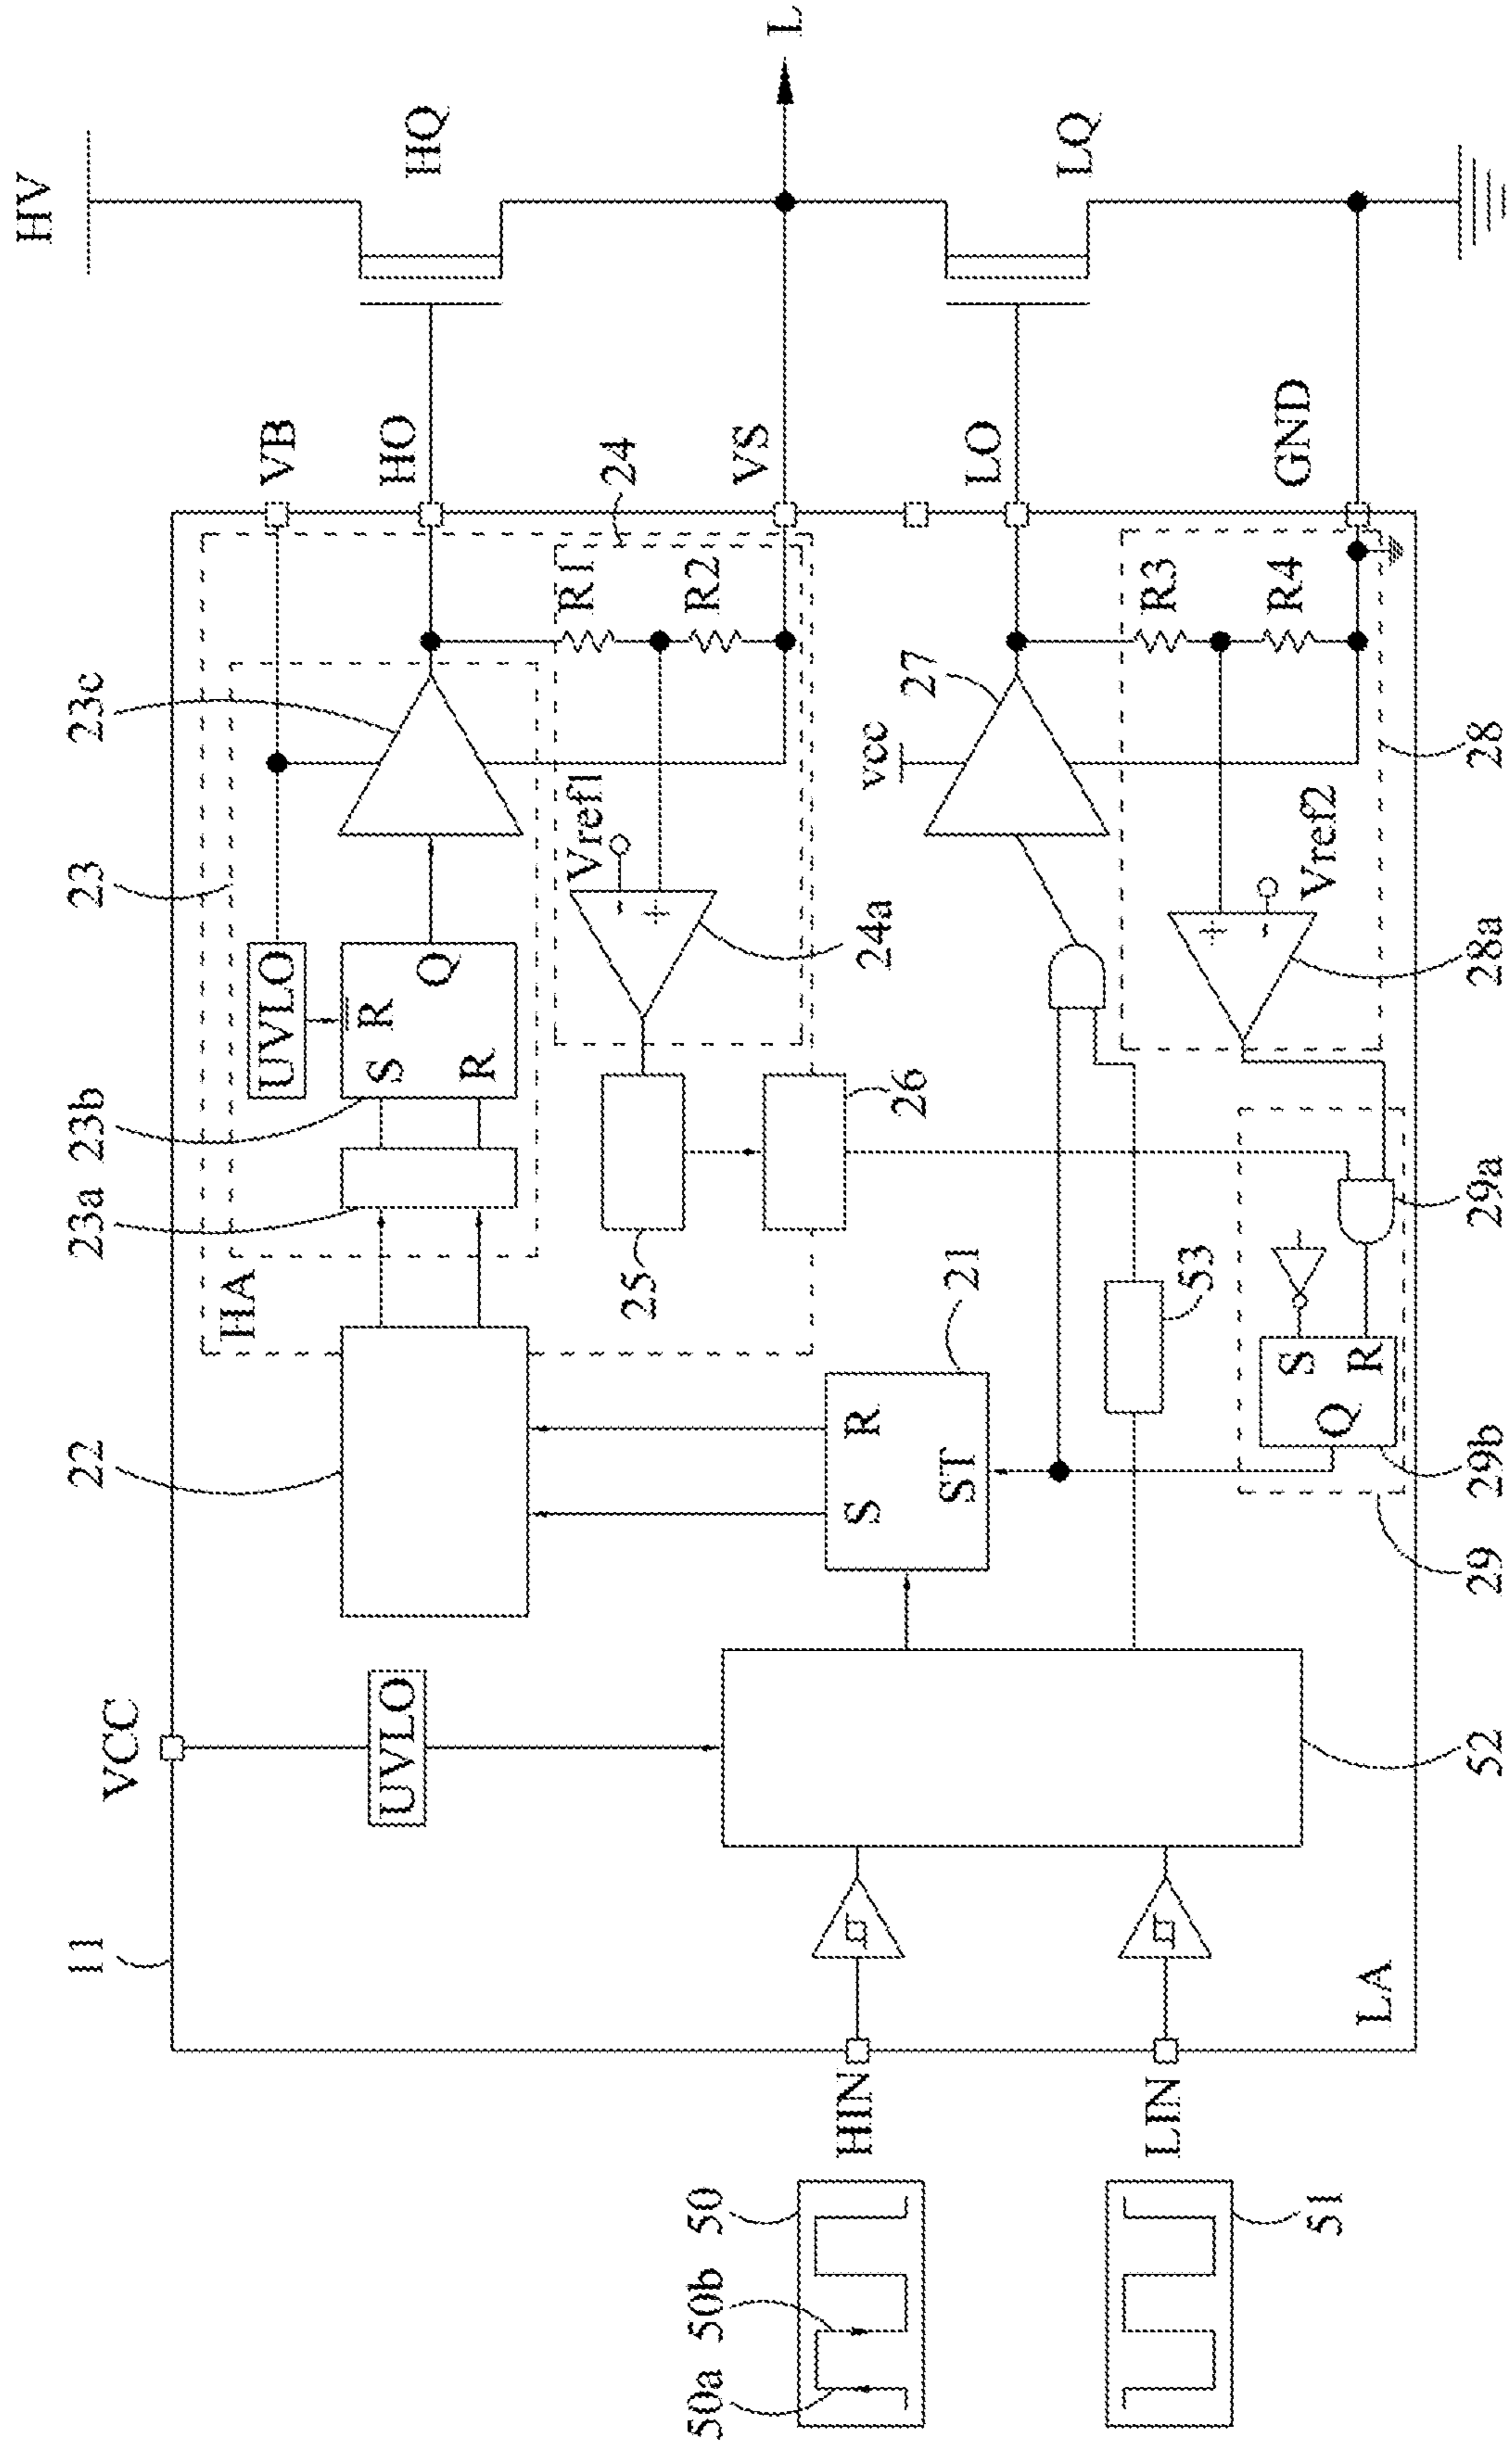 11
VCC
22
23a
23b
23
23c
HV
UVLO
HA
UVLO
S
R
R
Q
VB
HO
HQ
25
24a
Vref1
-
+
R1
R2
24
VS
L
26
21
S
R
ST
vcc
27
LO
LQ
50a
50b
50
HIN
51
LIN
53
LA
S
R
Q
+
-
Vref2
R3
R4
GND
52
29
29b
29a
28a
28